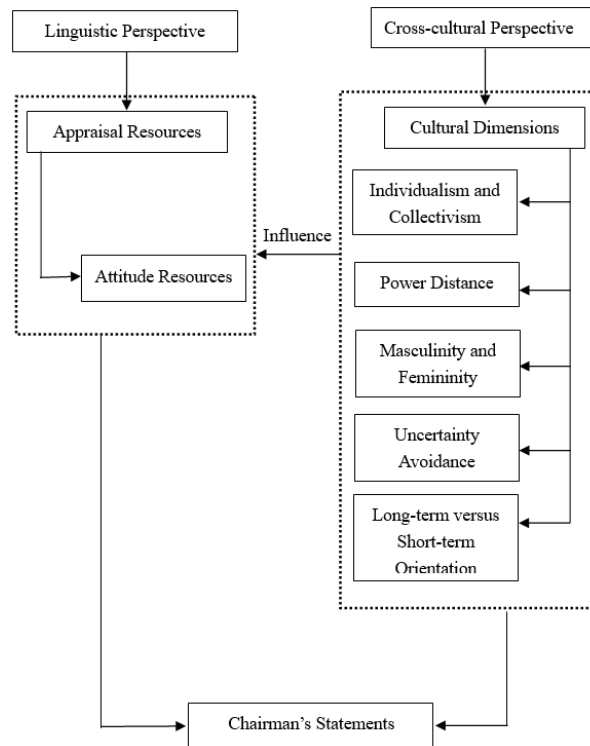 Linguistic Perspective
Cross-cultural Perspective
Appraisal Resources
Cultural Dimensions
Individualism and
Collectivism
Influence
Attitude Resources
Power Distance
Masculinity and
Femininity
Uncertainty
Avoidance
Long-term versus
Short-term
Orientation
Chairman’s Statements